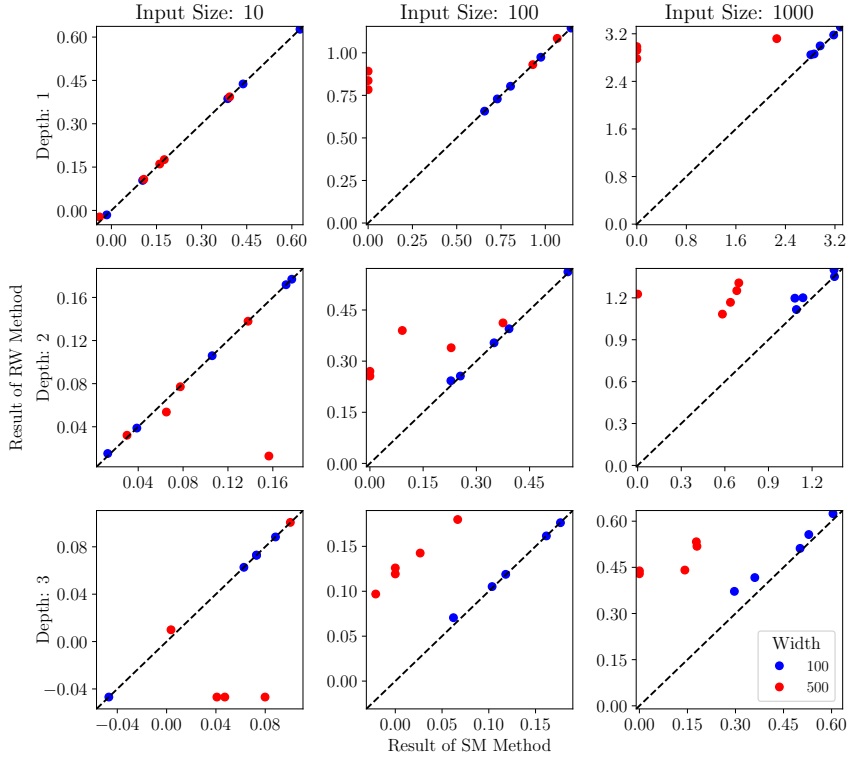 Input Size: 10
Input Size: 100
Input Size: 1000
Depth: 1
0.60
0.45
0.30
0.15
0.00
0.00 0.15 0.30 0.45 0.60
1.00
0.75
0.50
0.25
0.00
0.00 0.25 0.50 0.75 1.00
3.2
2.4
1.6
0.8
0.0
0.0 0.8 1.6 2.4 3.2
Result of RW Method
Depth: 2
0.16
0.12
0.08
0.04
0.04 0.08 0.12 0.16
0.45
0.30
0.15
0.00
0.00 0.15 0.30 0.45
1.2
0.9
0.6
0.3
0.0
0.0 0.3 0.6 0.9 1.2
Depth: 3
0.08
0.04
0.00
−0.04
−0.04 0.00 0.04 0.08
0.15
0.10
0.05
0.00
0.00 0.05 0.10 0.15
0.60
0.45
0.30
0.15
0.00
0.00 0.15 0.30 0.45 0.60
Width
100
500
Result of SM Method